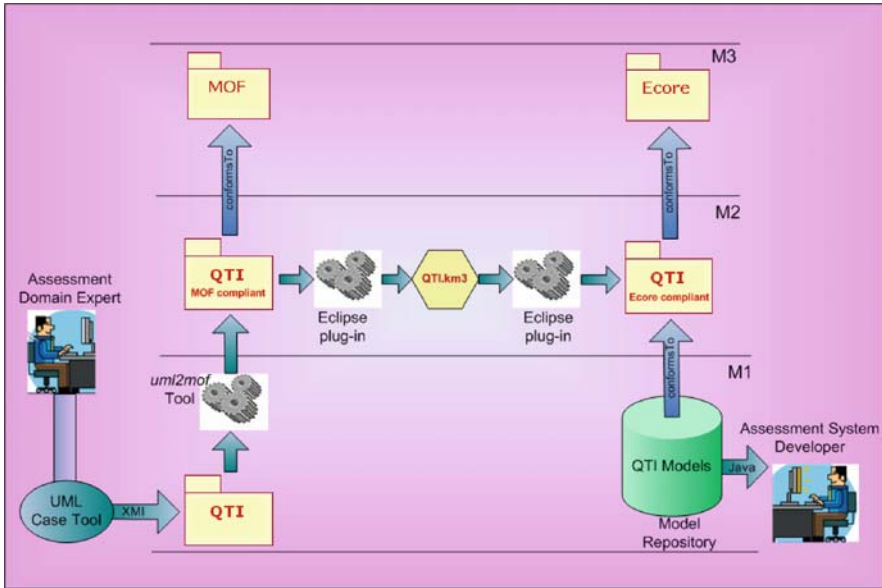 M3
MOF
Ecore
conformsTo
conformsTo
M2
QTI
MOF compliant
QTI.km3
QTI
Ecore compliant
Eclipse
plug-in
Eclipse
plug-in
Assessment
Domain Expert
M1
uml2mof
Tool
conformsTo
Assessment System
Developer
QTI Models
Java
UML
Case Tool
XMI
QTI
Model
Repository